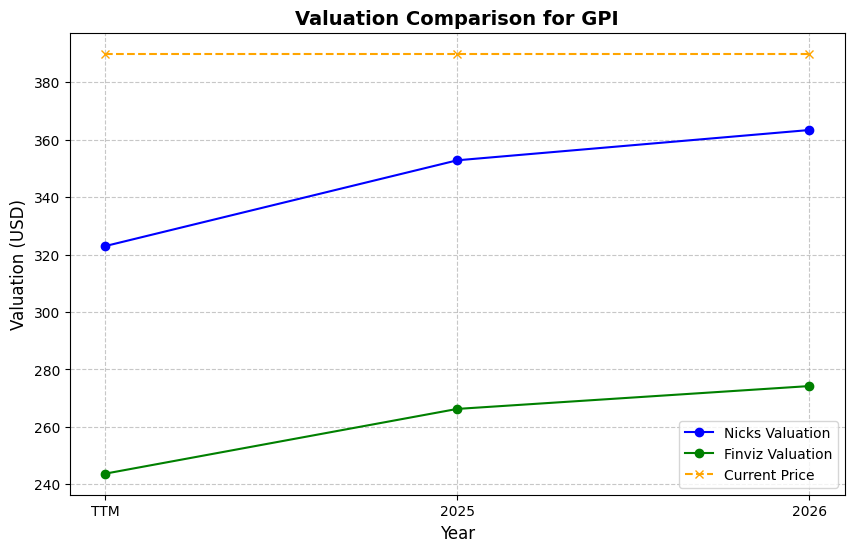 Valuation Comparison for GPI
Valuation (USD)
380
360
340
320
300
280
260
240
TTM
2025
2026
Year
Nicks Valuation
Finviz Valuation
Current Price